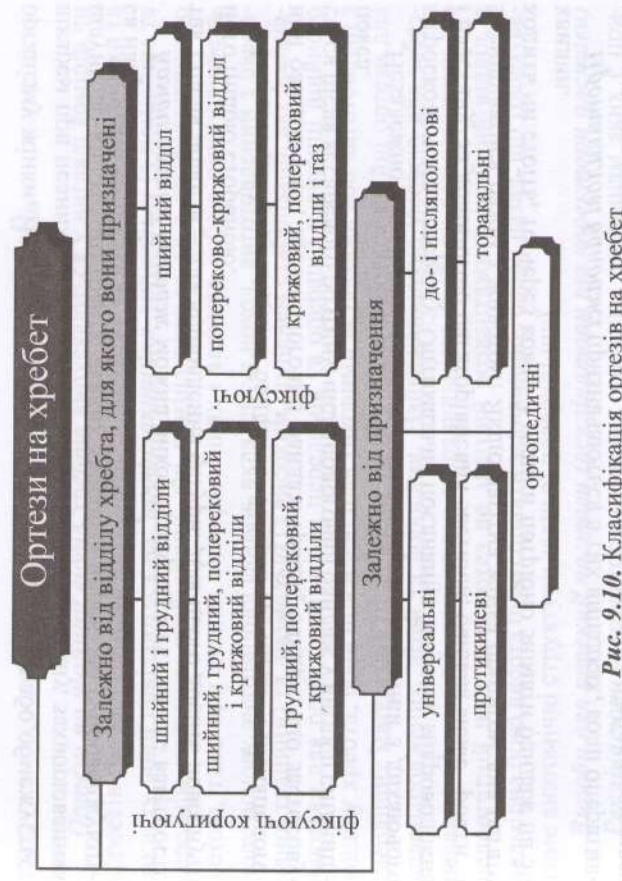 Ортези на хребет
Залежно від відділу хребта, для якого вони призначені
фіксуючі коригуючі
шийний і грудний відділи
шийний, грудний, поперековий
і крижовий відділи
грудний, поперековий,
крижовий відділи
фіксуючі
шийний відділ
попереково-крижовий відділ
крижовий, поперековий
відділи і таз
Залежно від призначення
універсальні
протикилеві
до- і післяпологові
торакальні
ортопедичні
Рис. 9.10. Класифікація ортезів на хребет